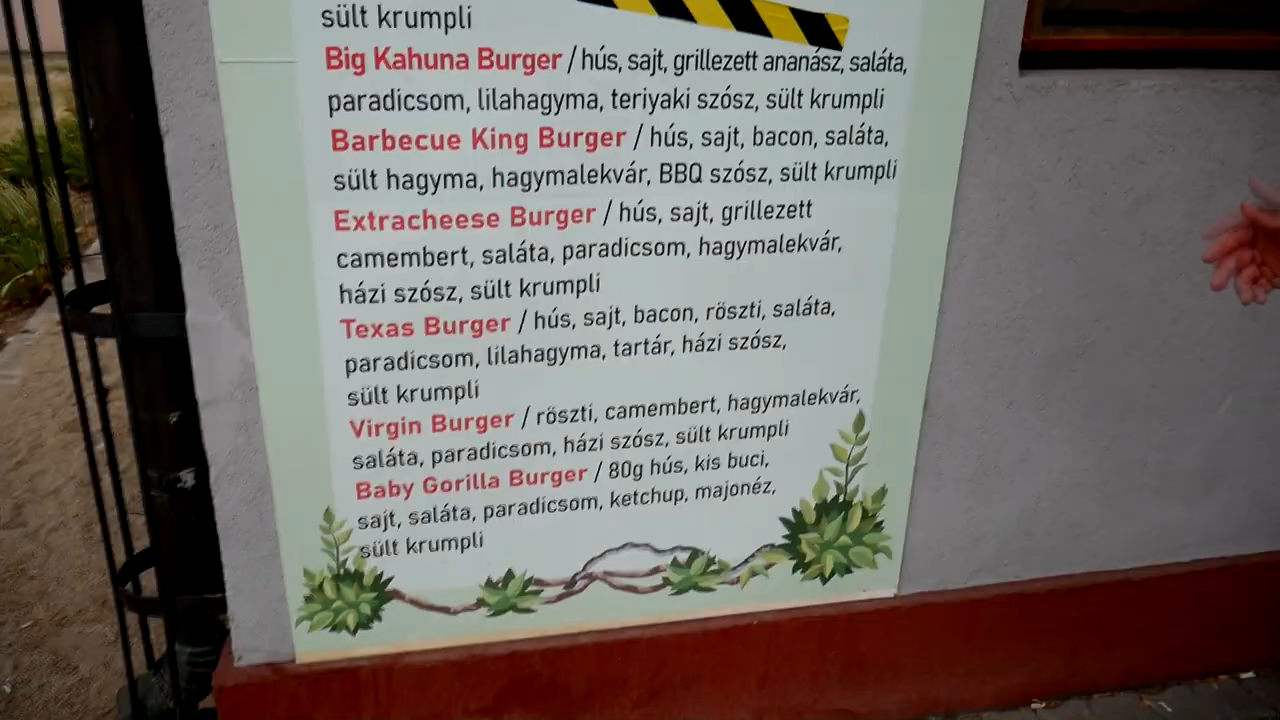 sült krumpli
Big Kahuna Burger / hús, sajt, grillezett ananász, saláta,
paradicsom, lilahagyma, teriyaki szósz, sült krumpli
Barbecue King Burger / hús, sajt, bacon, saláta,
sült hagyma, hagymalekvár, BBQ szósz, sült krumpli
Extracheese Burger / hús, sajt, grillezett
camembert, saláta, paradicsom, hagymalekvár,
házi szósz, sült krumpli
Texas Burger / hús, sajt, bacon, röszti, saláta,
paradicsom, lilahagyma, tartár, házi szósz,
sült krumpli
Virgin Burger / röszti, camembert, hagymalekvár,
saláta, paradicsom, házi szósz, sült krumpli
Baby Gorilla Burger / 80g hús, kis buci,
sajt, saláta, paradicsom, ketchup, majonéz,
sült krumpli